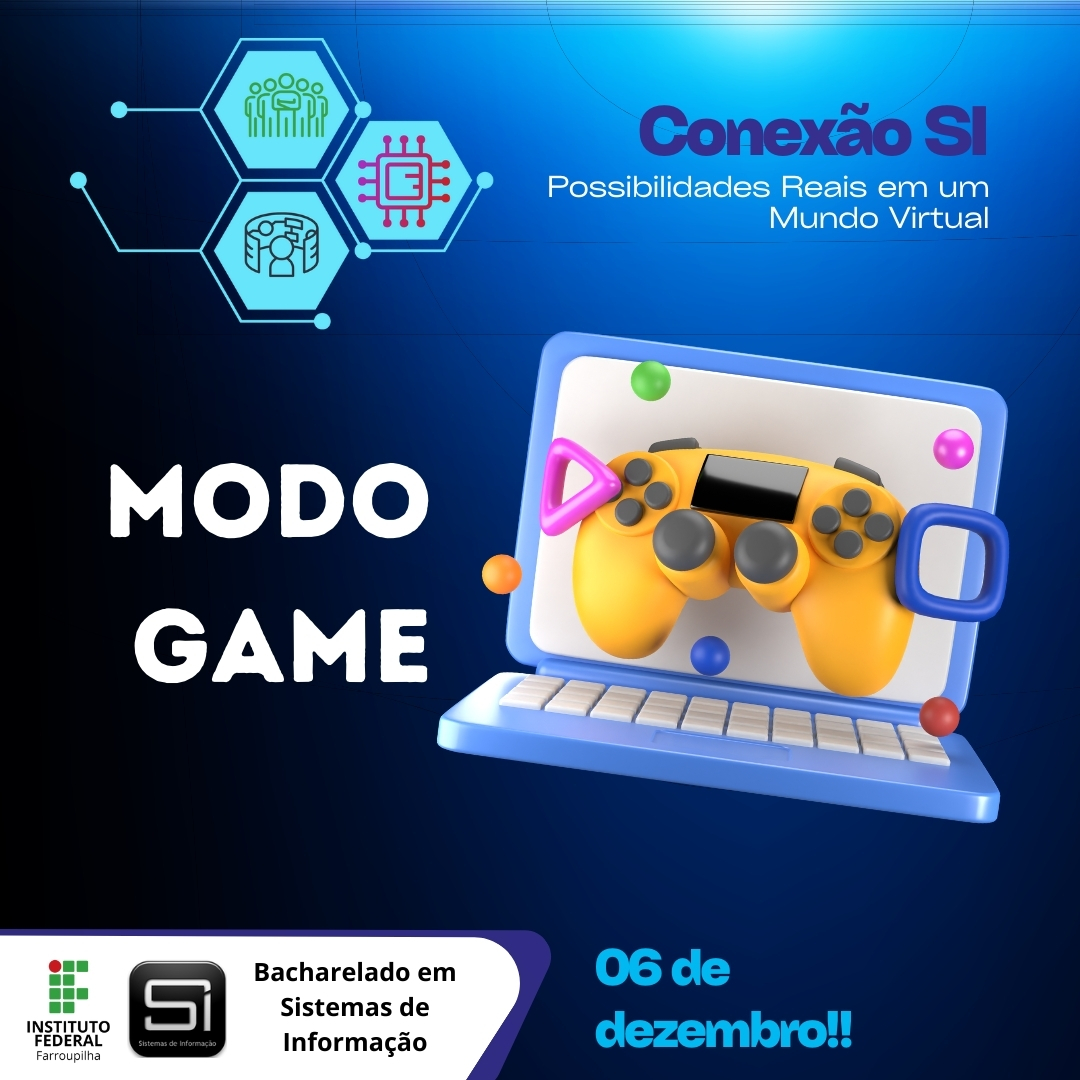 Conexão SI
Possibilidades Reais em um
Mundo Virtual
MODO
GAME
INSTITUTO
FEDERAL
Farroupilha
Si
Sistemas de Informação
Bacharelado em
Sistemas de
Informação
06 de
dezembro!!